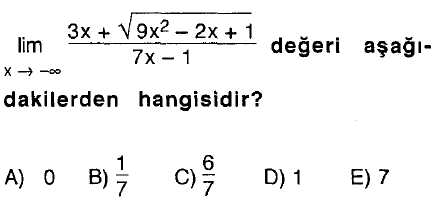 lim x → -∞ (3x + √(9x² - 2x + 1)) / (7x - 1) değeri aşağı-
dakilerden hangisidir?
A) 0 B) 1/7 C) 6/7 D) 1 E) 7